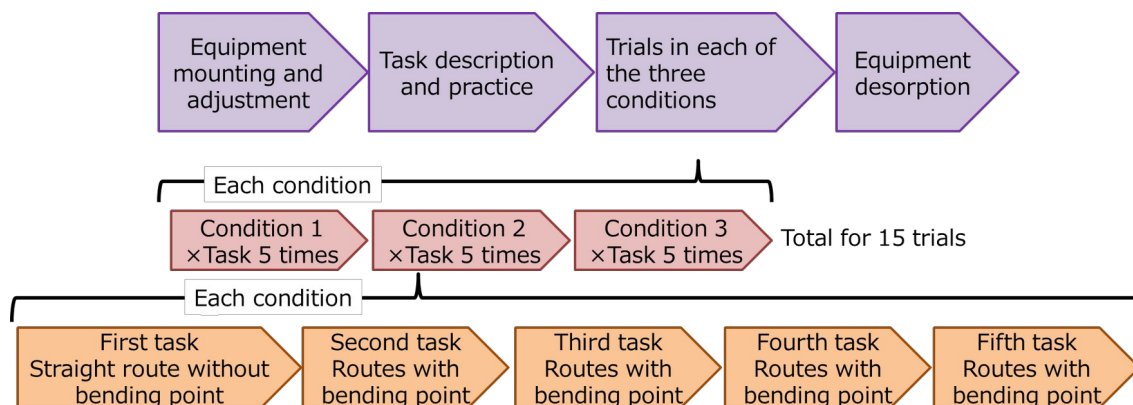 Equipment
mounting and
adjustment
Task description
and practice
Trials in each of
the three
conditions
Equipment
desorption
Each condition
Condition 1
×Task 5 times
Condition 2
×Task 5 times
Condition 3
×Task 5 times
Total for 15 trials
Each condition
First task
Straight route without
bending point
Second task
Routes with
bending point
Third task
Routes with
bending point
Fourth task
Routes with
bending point
Fifth task
Routes with
bending point